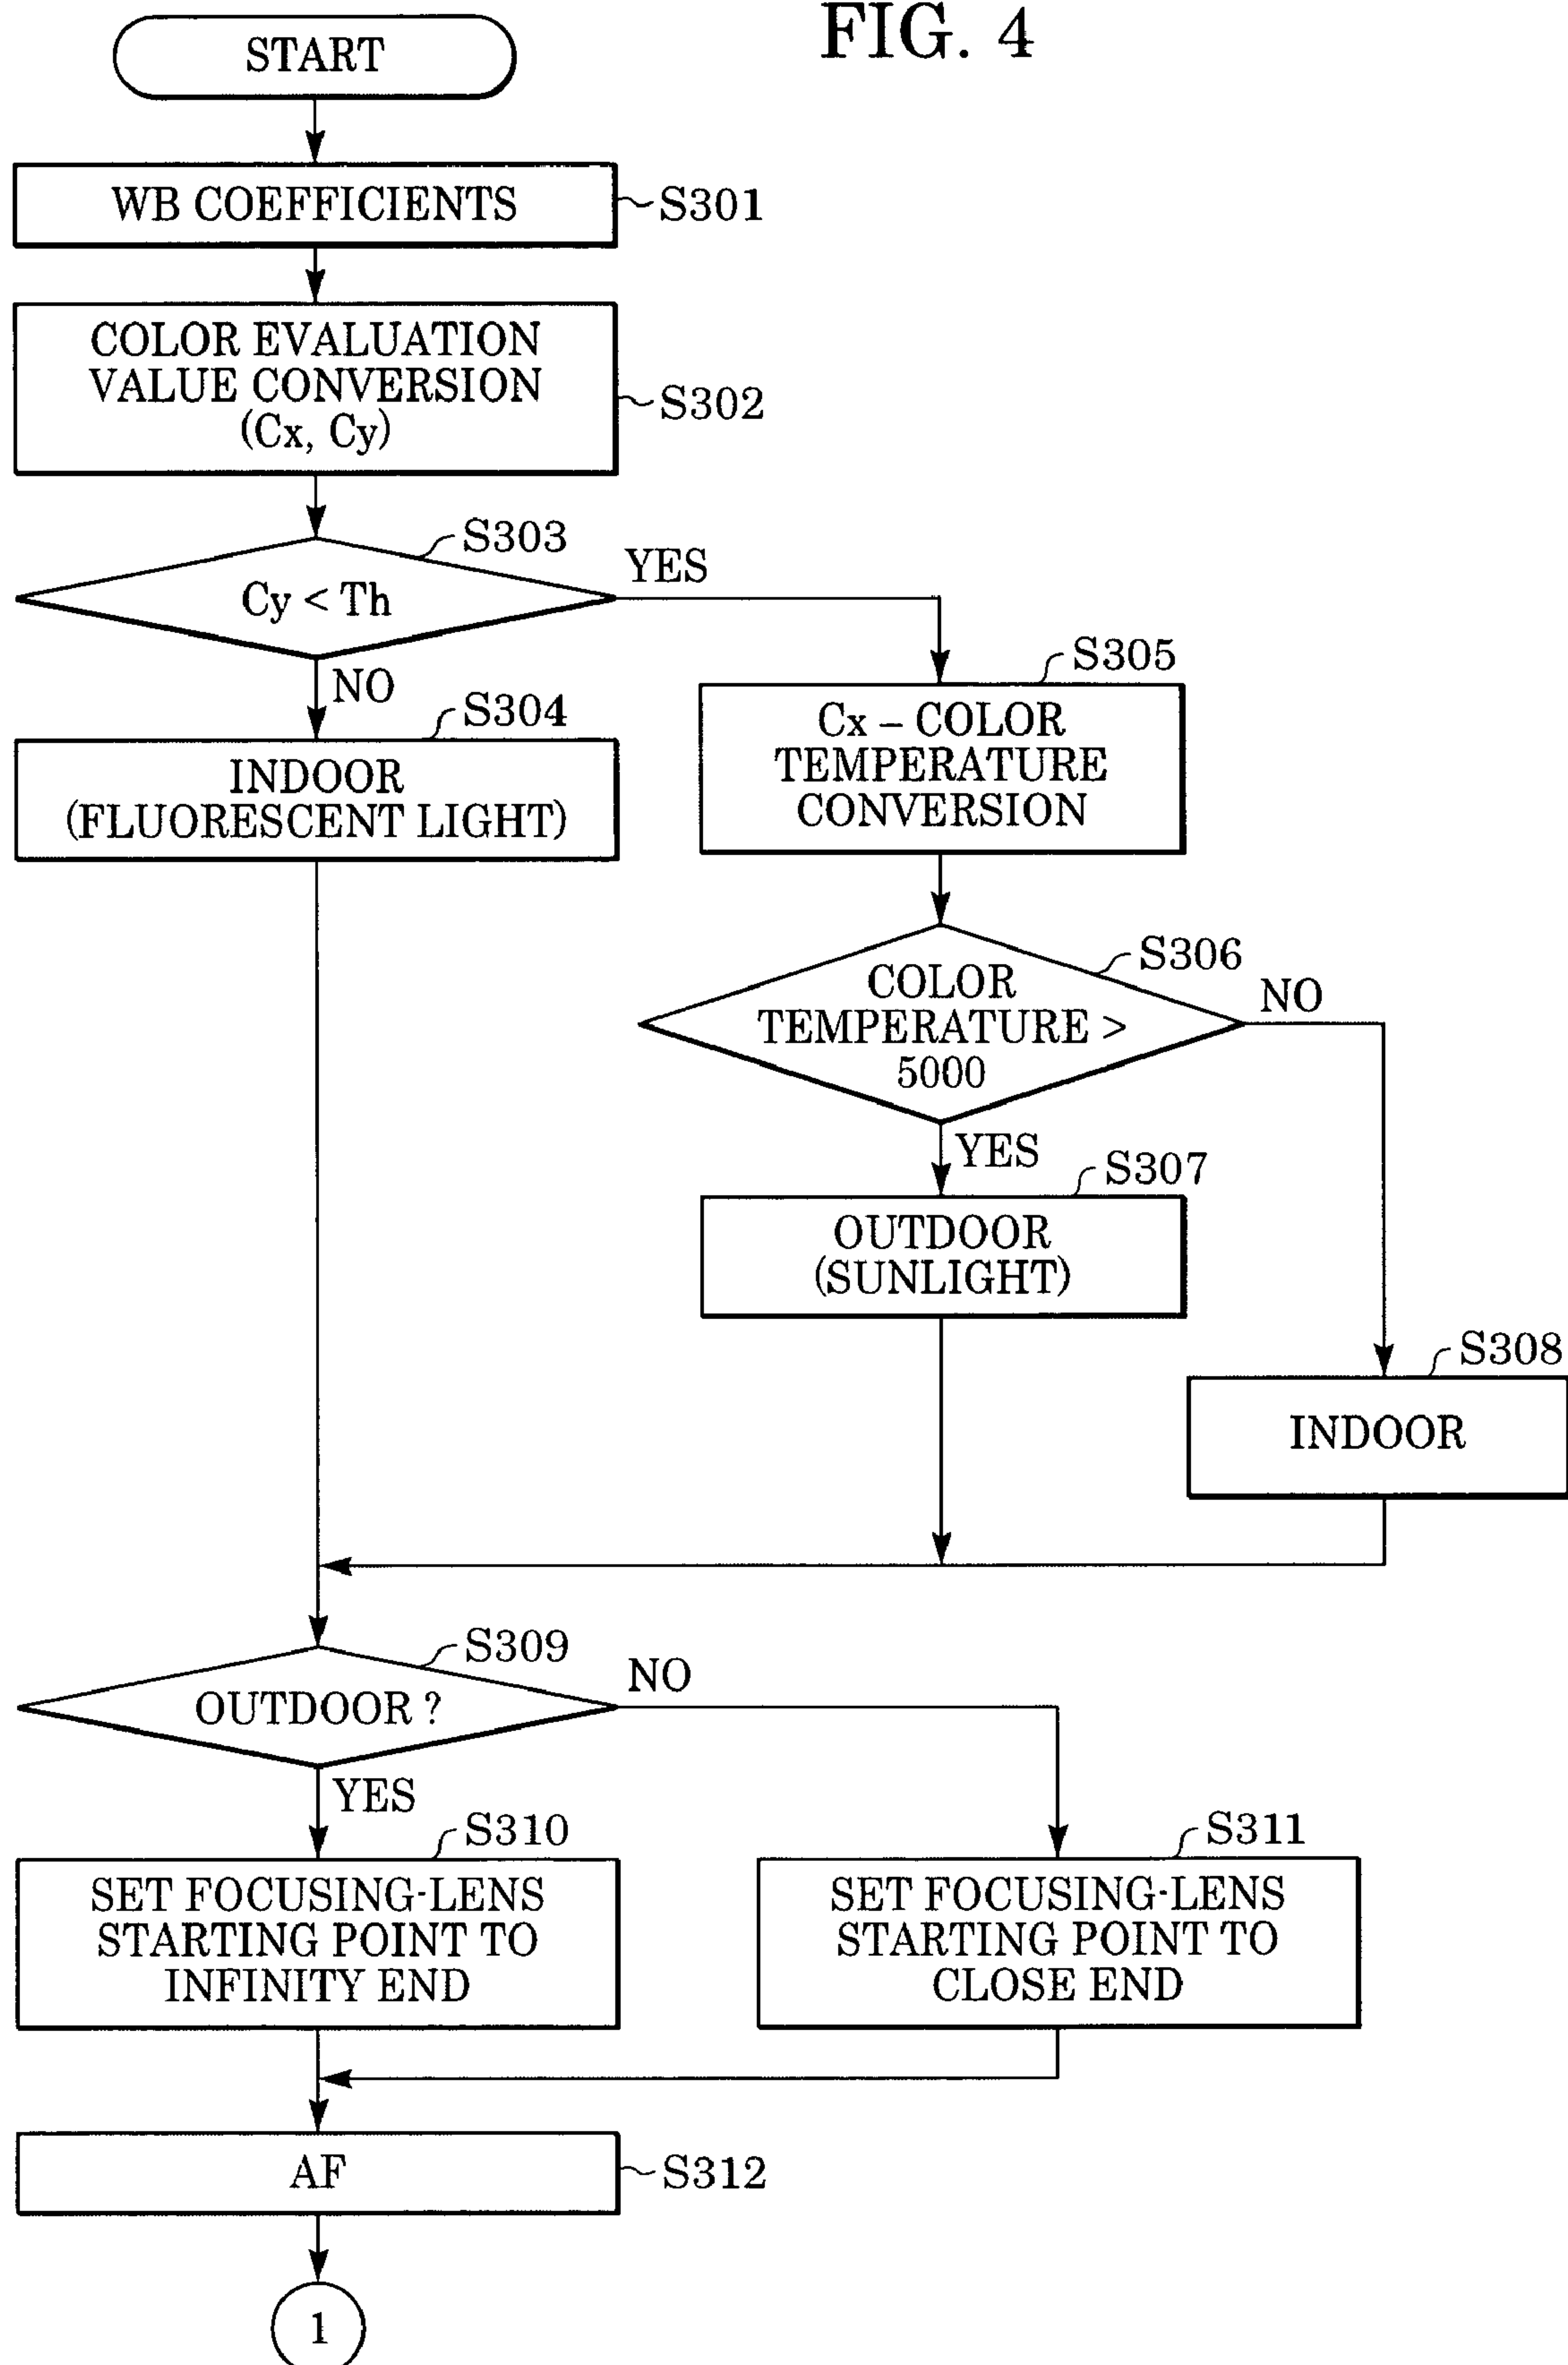 FIG. 4
START
WB COEFFICIENTS
S301
COLOR EVALUATION
VALUE CONVERSION
(Cx, Cy)
S302
S303
Cy < Th
YES
NO
S304
INDOOR
(FLUORESCENT LIGHT)
S305
Cx – COLOR
TEMPERATURE
CONVERSION
S306
COLOR
TEMPERATURE >
5000
NO
YES
S307
OUTDOOR
(SUNLIGHT)
S308
INDOOR
S309
OUTDOOR ?
NO
YES
S310
SET FOCUSING-LENS
STARTING POINT TO
INFINITY END
S311
SET FOCUSING-LENS
STARTING POINT TO
CLOSE END
AF
S312
1